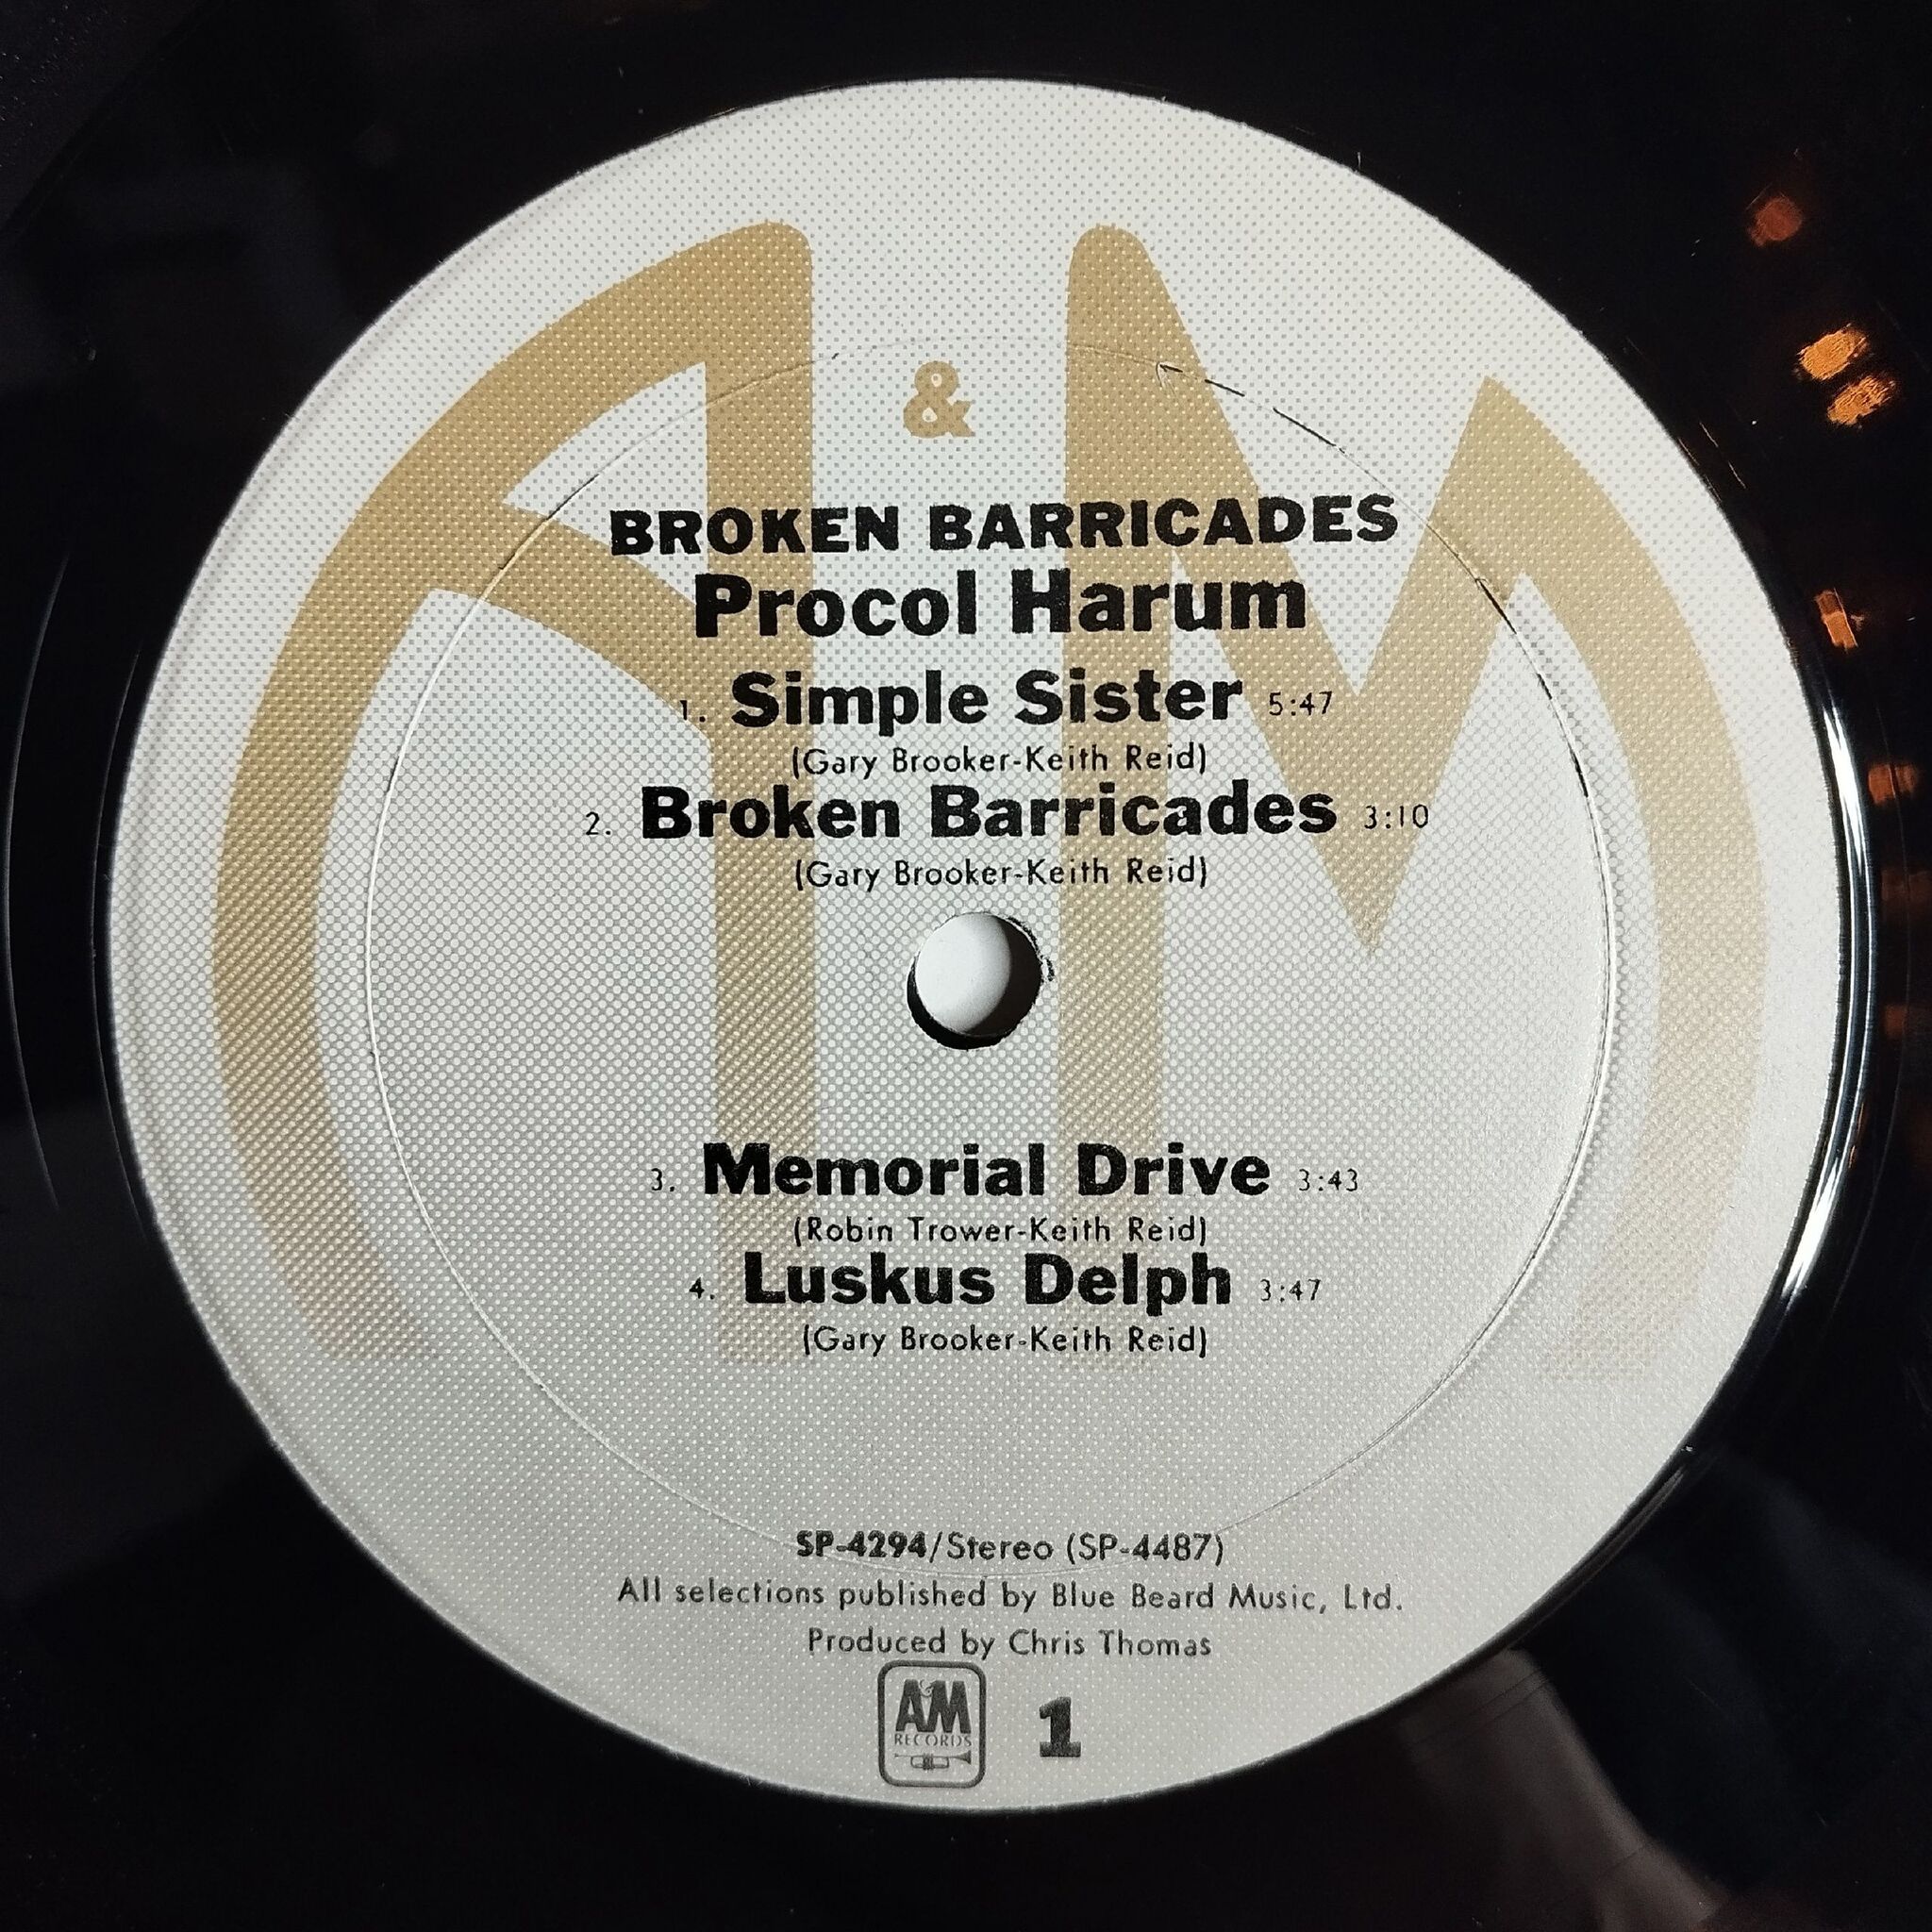 A & M
BROKEN BARRICADES
Procol Harum
1. Simple Sister 5:47
(Gary Brooker-Keith Reid)
2. Broken Barricades 3:10
(Gary Brooker-Keith Reid)
3. Memorial Drive 3:43
(Robin Trower-Keith Reid)
4. Luskus Delph 3:47
(Gary Brooker-Keith Reid)
SP-4294/Stereo (SP-4487)
All selections published by Blue Beard Music, Ltd.
Produced by Chris Thomas
A&M
RECORDS
1